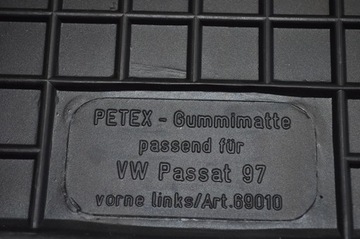 PETEX - Gummimatte
passend für
VW Passat 97
vorne links/Art.69010